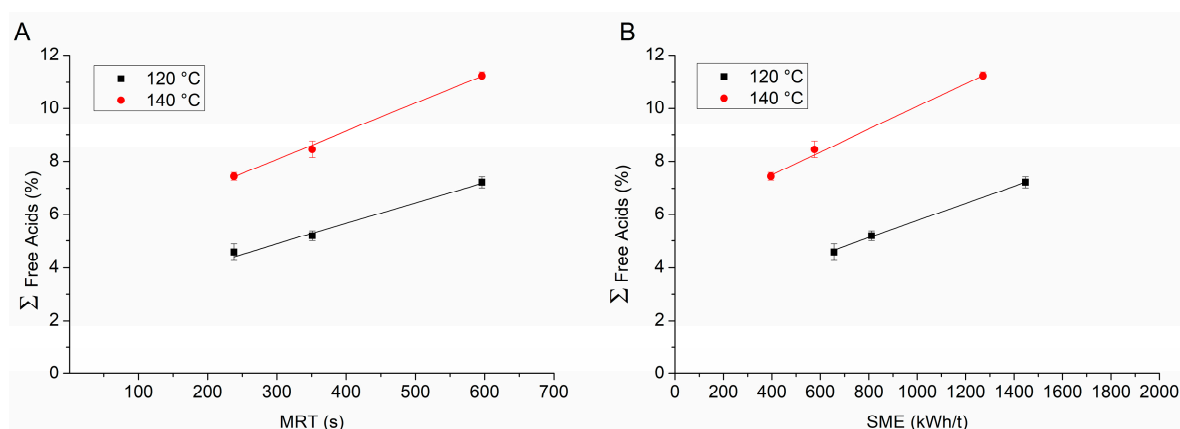 A
12
10
8
6
4
2
0
Σ Free Acids (%)
120 °C
140 °C
100 200 300 400 500 600 700
MRT (s)
B
12
10
8
6
4
2
0
Σ Free Acids (%)
120 °C
140 °C
0 200 400 600 800 1000 1200 1400 1600 1800 2000
SME (kWh/t)